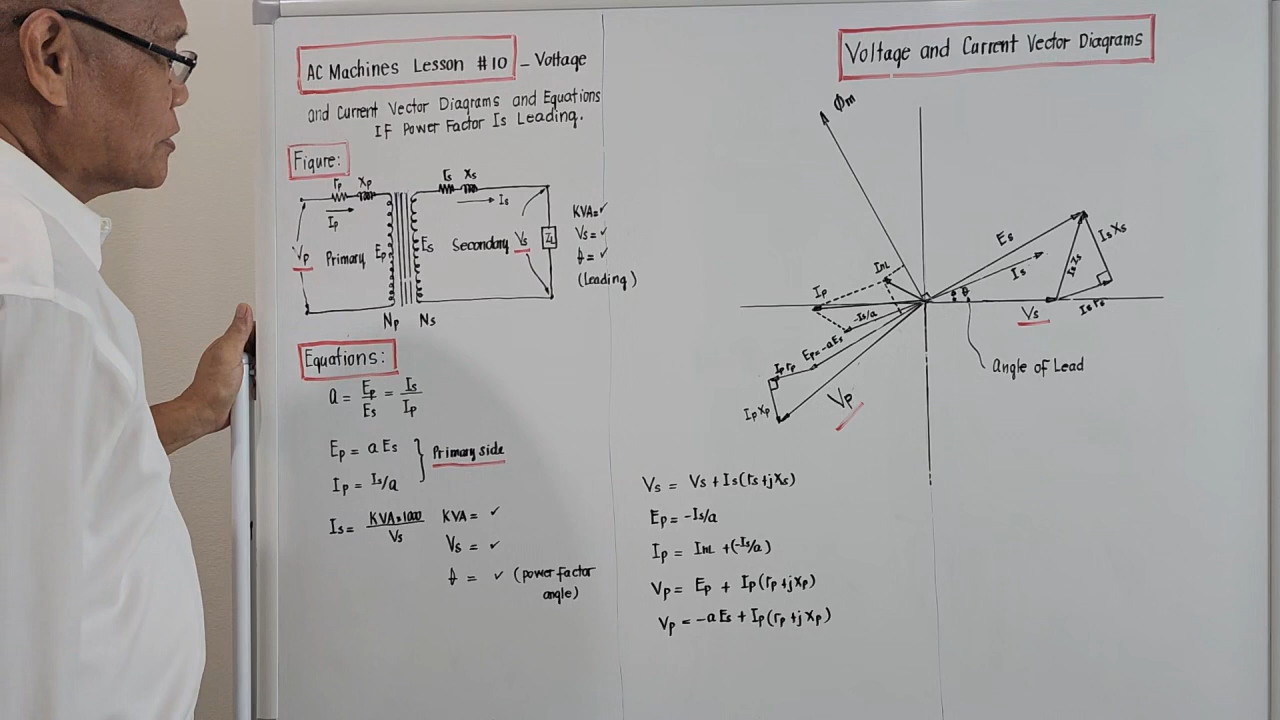 AC Machines Lesson #10 - Voltage
and Current Vector Diagrams and Equations
IF Power Factor Is Leading.
Figure:
rp Xp
Ip
Vp Primary Ep
Np Ns
rs Xs
Is
Es Secondary Vs
ZL
KVA= ✓
Vs = ✓
θ = ✓
(Leading)
Equations:
a = Ep/Es = Is/Ip
Ep = a Es
Ip = Is/a
} Primary side
Is = KVA×1000/Vs
KVA = ✓
Vs = ✓
θ = ✓ (power factor
angle)
Voltage and Current Vector Diagrams
Φm
Es
IsXs
IsZs
Is
θ
Vs
Isrs
Angle of Lead
INL
Ip
-Is/a
Ep=-aEs
Iprp
IpXp
Vp
Vs = Vs + Is(rs+jXs)
Ep = -Is/a
Ip = INL +(-Is/a)
Vp = Ep + Ip(rp+jXp)
Vp = -aEs + Ip(rp+jXp)